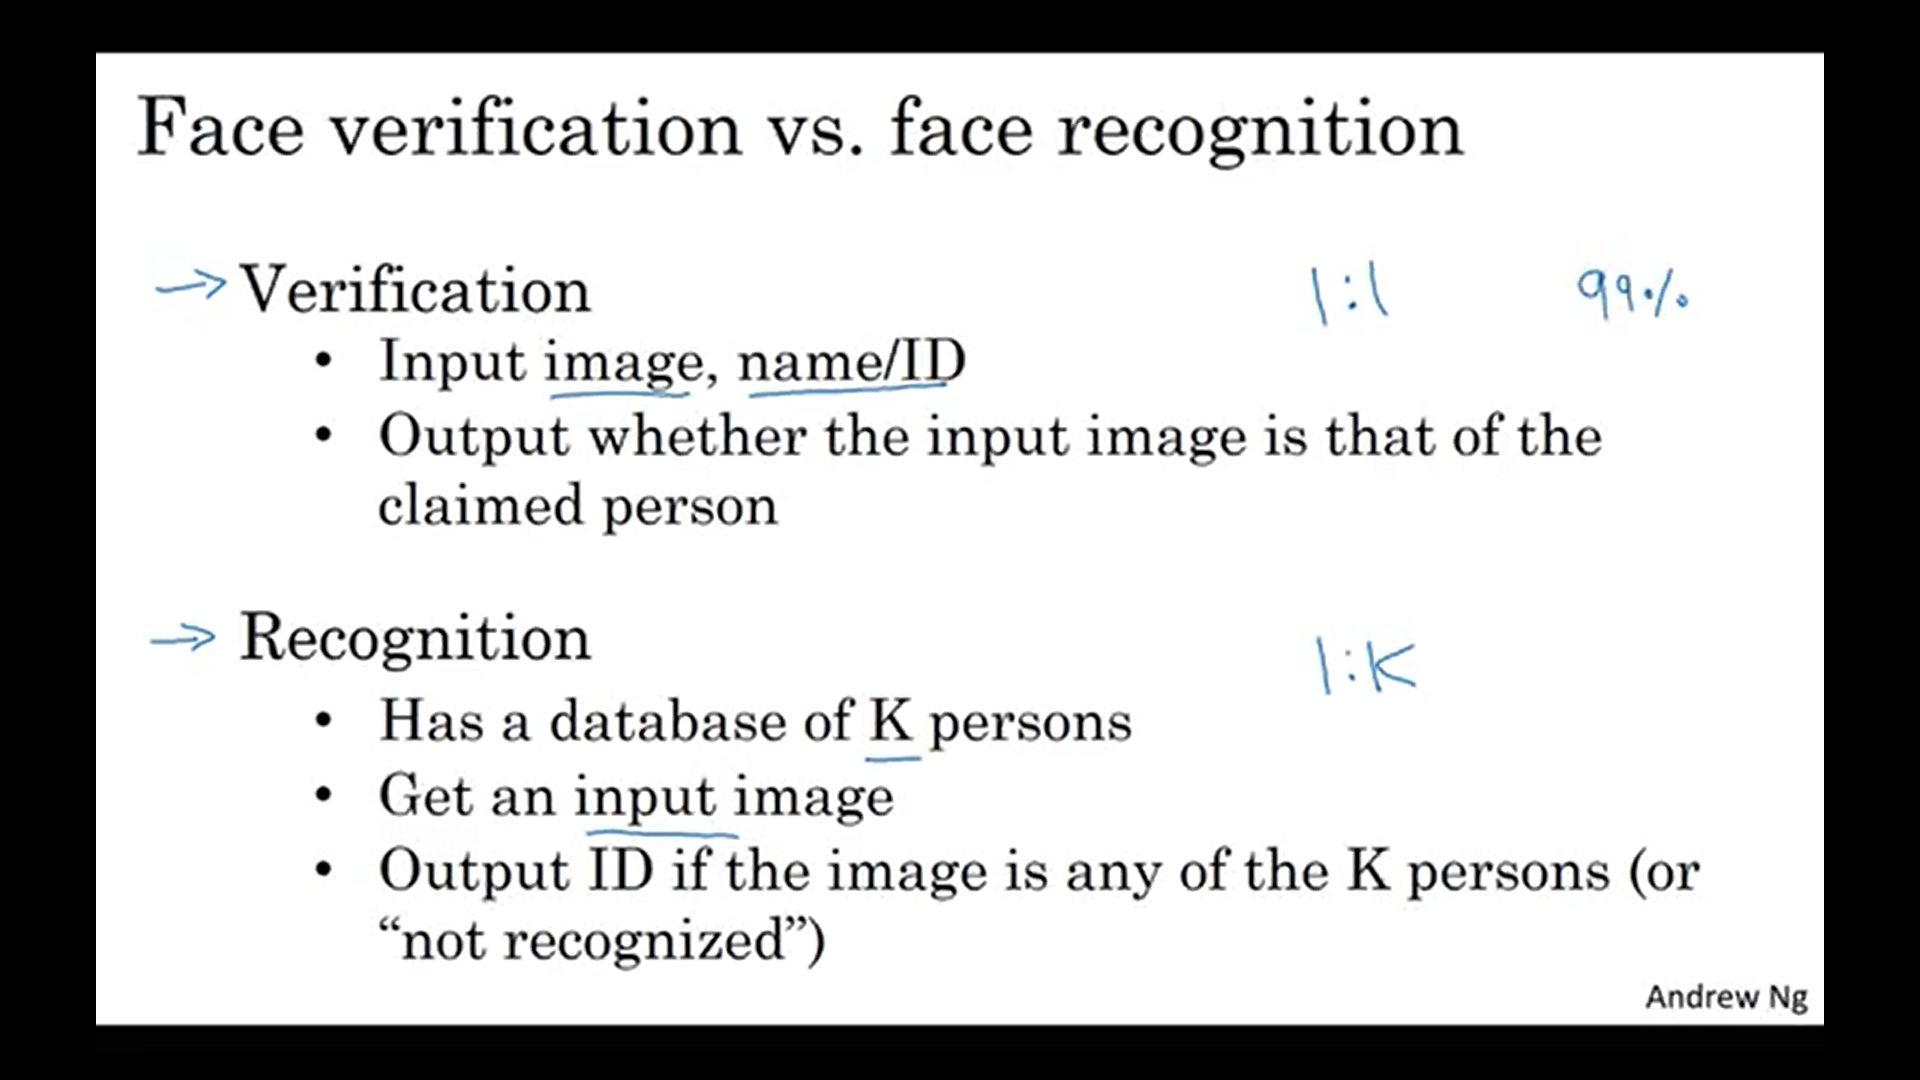 Face verification vs. face recognition
→ Verification 1:1 99%
• Input image, name/ID
• Output whether the input image is that of the
claimed person
→ Recognition 1:K
• Has a database of K persons
• Get an input image
• Output ID if the image is any of the K persons (or
“not recognized”)
Andrew Ng